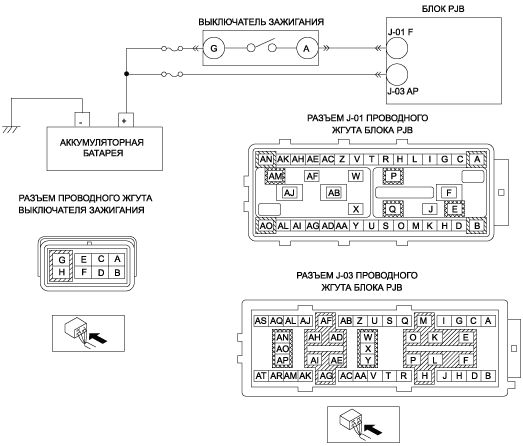 ВЫКЛЮЧАТЕЛЬ ЗАЖИГАНИЯ
БЛОК PJB
G
A
J-01 F
J-03 AP
-
+
АККУМУЛЯТОРНАЯ
БАТАРЕЯ
РАЗЪЕМ J-01 ПРОВОДНОГО
ЖГУТА БЛОКА PJB
AN AK AH AE AC Z V T R H L I G C A
AM AF W P
AJ AB F
X Q J E
AO AL AI AG AD AA Y U S O M K H D B
РАЗЪЕМ ПРОВОДНОГО ЖГУТА
ВЫКЛЮЧАТЕЛЯ ЗАЖИГАНИЯ
G E C A
H F D B
РАЗЪЕМ J-03 ПРОВОДНОГО
ЖГУТА БЛОКА PJB
AS AQ AL AJ AF AB Z U S Q M I G C A
AN AH AD W O K E
AO X
AP AI AE Y P L F
AT AR AM AK AG AC AA V T R H J H D B